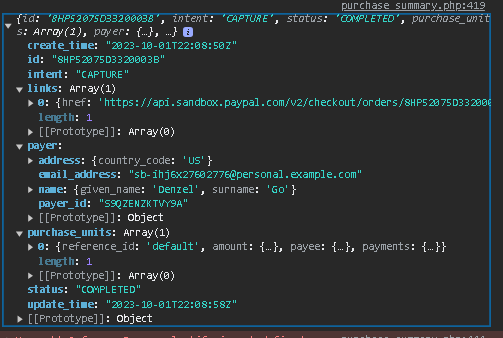 purchase_summary.php:419
{id: '8HP52075D3320003B', intent: 'CAPTURE', status: 'COMPLETED', purchase_unit
s: Array(1), payer: {…}, …} i
create_time: "2023-10-01T22:08:50Z"
id: "8HP52075D3320003B"
intent: "CAPTURE"
links: Array(1)
0: {href: 'https://api.sandbox.paypal.com/v2/checkout/orders/8HP52075D3320003
length: 1
[[Prototype]]: Array(0)
payer:
address: {country_code: 'US'}
email_address: "sb-ihj6x27602776@personal.example.com"
name: {given_name: 'Denzel', surname: 'Go'}
payer_id: "S9QZENZKTVY9A"
[[Prototype]]: Object
purchase_units: Array(1)
0: {reference_id: 'default', amount: {…}, payee: {…}, payments: {…}}
length: 1
[[Prototype]]: Array(0)
status: "COMPLETED"
update_time: "2023-10-01T22:08:58Z"
[[Prototype]]: Object